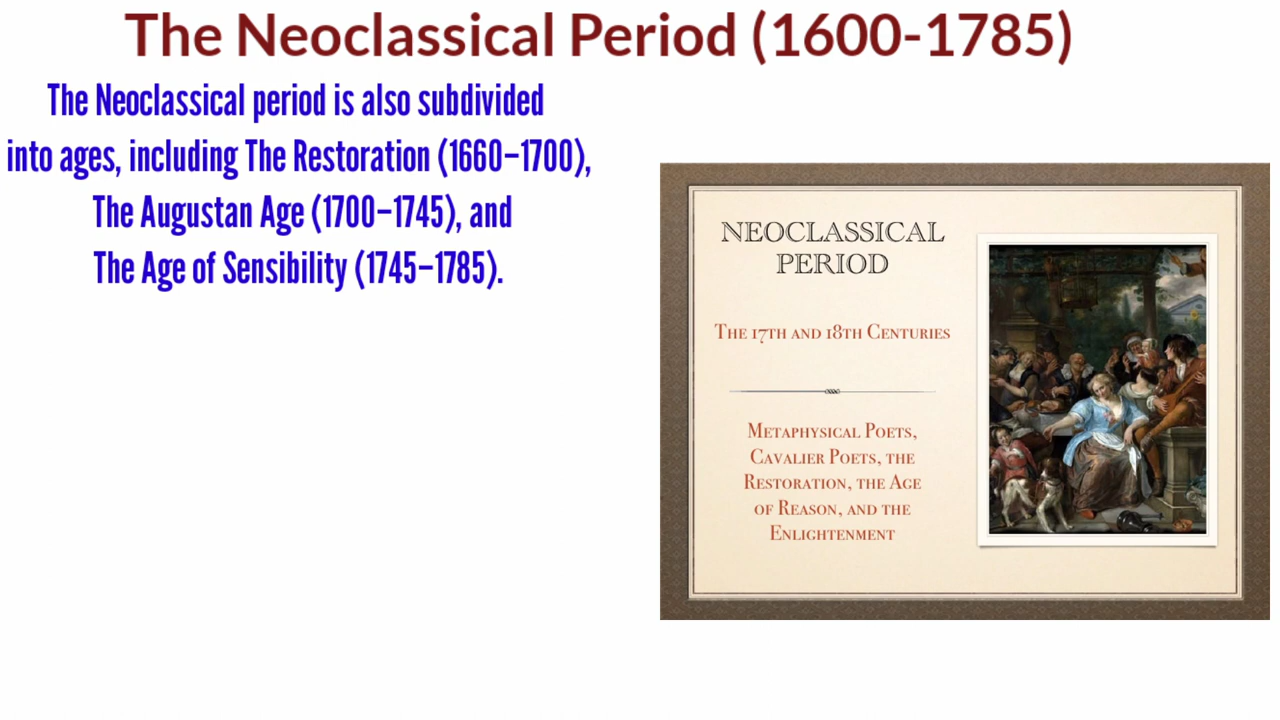 The Neoclassical Period (1600-1785)
The Neoclassical period is also subdivided
into ages, including The Restoration (1660–1700),
The Augustan Age (1700–1745), and
The Age of Sensibility (1745–1785).
NEOCLASSICAL
PERIOD
The 17th and 18th Centuries
Metaphysical Poets,
Cavalier Poets, the
Restoration, the Age
of Reason, and the
Enlightenment